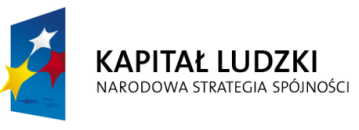 KAPITAŁ LUDZKI
NARODOWA STRATEGIA SPÓJNOŚCI